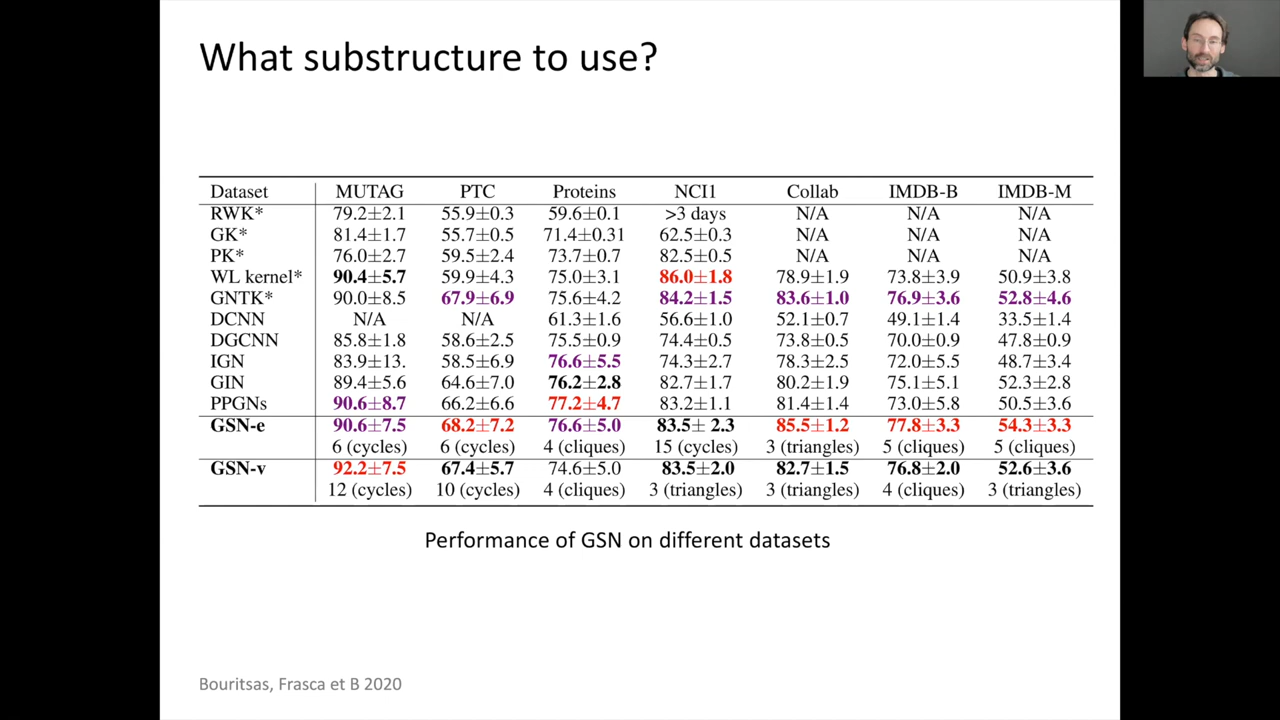 What substructure to use?
Dataset MUTAG PTC Proteins NCI1 Collab IMDB-B IMDB-M
RWK* 79.2±2.1 55.9±0.3 59.6±0.1 >3 days N/A N/A N/A
GK* 81.4±1.7 55.7±0.5 71.4±0.31 62.5±0.3 N/A N/A N/A
PK* 76.0±2.7 59.5±2.4 73.7±0.7 82.5±0.5 N/A N/A N/A
WL kernel* 90.4±5.7 59.9±4.3 75.0±3.1 86.0±1.8 78.9±1.9 73.8±3.9 50.9±3.8
GNTK* 90.0±8.5 67.9±6.9 75.6±4.2 84.2±1.5 83.6±1.0 76.9±3.6 52.8±4.6
DCNN N/A N/A 61.3±1.6 56.6±1.0 52.1±0.7 49.1±1.4 33.5±1.4
DGCNN 85.8±1.8 58.6±2.5 75.5±0.9 74.4±0.5 73.8±0.5 70.0±0.9 47.8±0.9
IGN 83.9±13. 58.5±6.9 76.6±5.5 74.3±2.7 78.3±2.5 72.0±5.5 48.7±3.4
GIN 89.4±5.6 64.6±7.0 76.2±2.8 82.7±1.7 80.2±1.9 75.1±5.1 52.3±2.8
PPGNs 90.6±8.7 66.2±6.6 77.2±4.7 83.2±1.1 81.4±1.4 73.0±5.8 50.5±3.6
GSN-e 90.6±7.5 68.2±7.2 76.6±5.0 83.5± 2.3 85.5±1.2 77.8±3.3 54.3±3.3
6 (cycles) 6 (cycles) 4 (cliques) 15 (cycles) 3 (triangles) 5 (cliques) 5 (cliques)
GSN-v 92.2±7.5 67.4±5.7 74.6±5.0 83.5±2.0 82.7±1.5 76.8±2.0 52.6±3.6
12 (cycles) 10 (cycles) 4 (cliques) 3 (triangles) 3 (triangles) 4 (cliques) 3 (triangles)
Performance of GSN on different datasets
Bouritsas, Frasca et B 2020